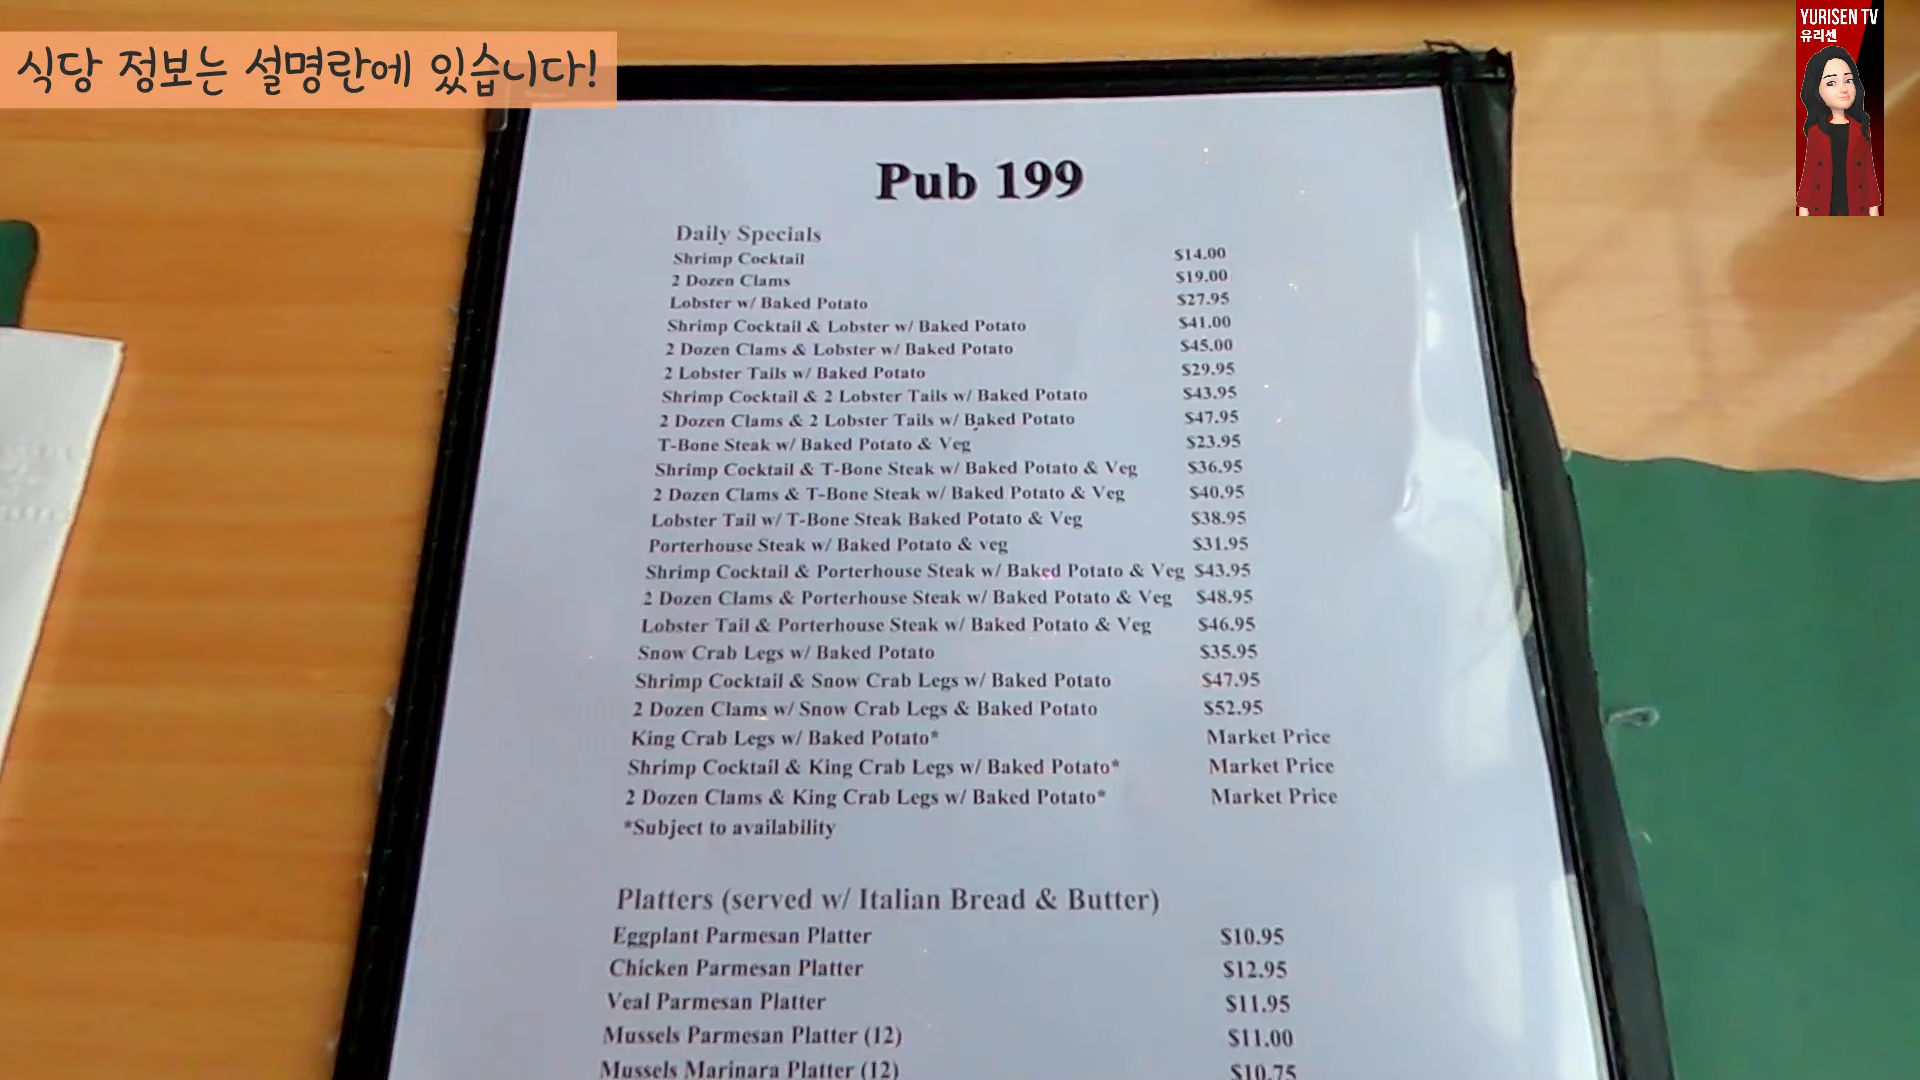 식당 정보는 설명란에 있습니다!
YURISEN TV
유리센
Pub 199
Daily Specials
Shrimp Cocktail $14.00
2 Dozen Clams $19.00
Lobster w/ Baked Potato $27.95
Shrimp Cocktail & Lobster w/ Baked Potato $41.00
2 Dozen Clams & Lobster w/ Baked Potato $45.00
2 Lobster Tails w/ Baked Potato $29.95
Shrimp Cocktail & 2 Lobster Tails w/ Baked Potato $43.95
2 Dozen Clams & 2 Lobster Tails w/ Baked Potato $47.95
T-Bone Steak w/ Baked Potato & Veg $23.95
Shrimp Cocktail & T-Bone Steak w/ Baked Potato & Veg $36.95
2 Dozen Clams & T-Bone Steak w/ Baked Potato & Veg $40.95
Lobster Tail w/ T-Bone Steak Baked Potato & Veg $38.95
Porterhouse Steak w/ Baked Potato & veg $31.95
Shrimp Cocktail & Porterhouse Steak w/ Baked Potato & Veg $43.95
2 Dozen Clams & Porterhouse Steak w/ Baked Potato & Veg $48.95
Lobster Tail & Porterhouse Steak w/ Baked Potato & Veg $46.95
Snow Crab Legs w/ Baked Potato $35.95
Shrimp Cocktail & Snow Crab Legs w/ Baked Potato $47.95
2 Dozen Clams w/ Snow Crab Legs & Baked Potato $52.95
King Crab Legs w/ Baked Potato* Market Price
Shrimp Cocktail & King Crab Legs w/ Baked Potato* Market Price
2 Dozen Clams & King Crab Legs w/ Baked Potato* Market Price
*Subject to availability
Platters (served w/ Italian Bread & Butter)
Eggplant Parmesan Platter $10.95
Chicken Parmesan Platter $12.95
Veal Parmesan Platter $11.95
Mussels Parmesan Platter (12) $11.00
Mussels Marinara Platter (12) $10.75